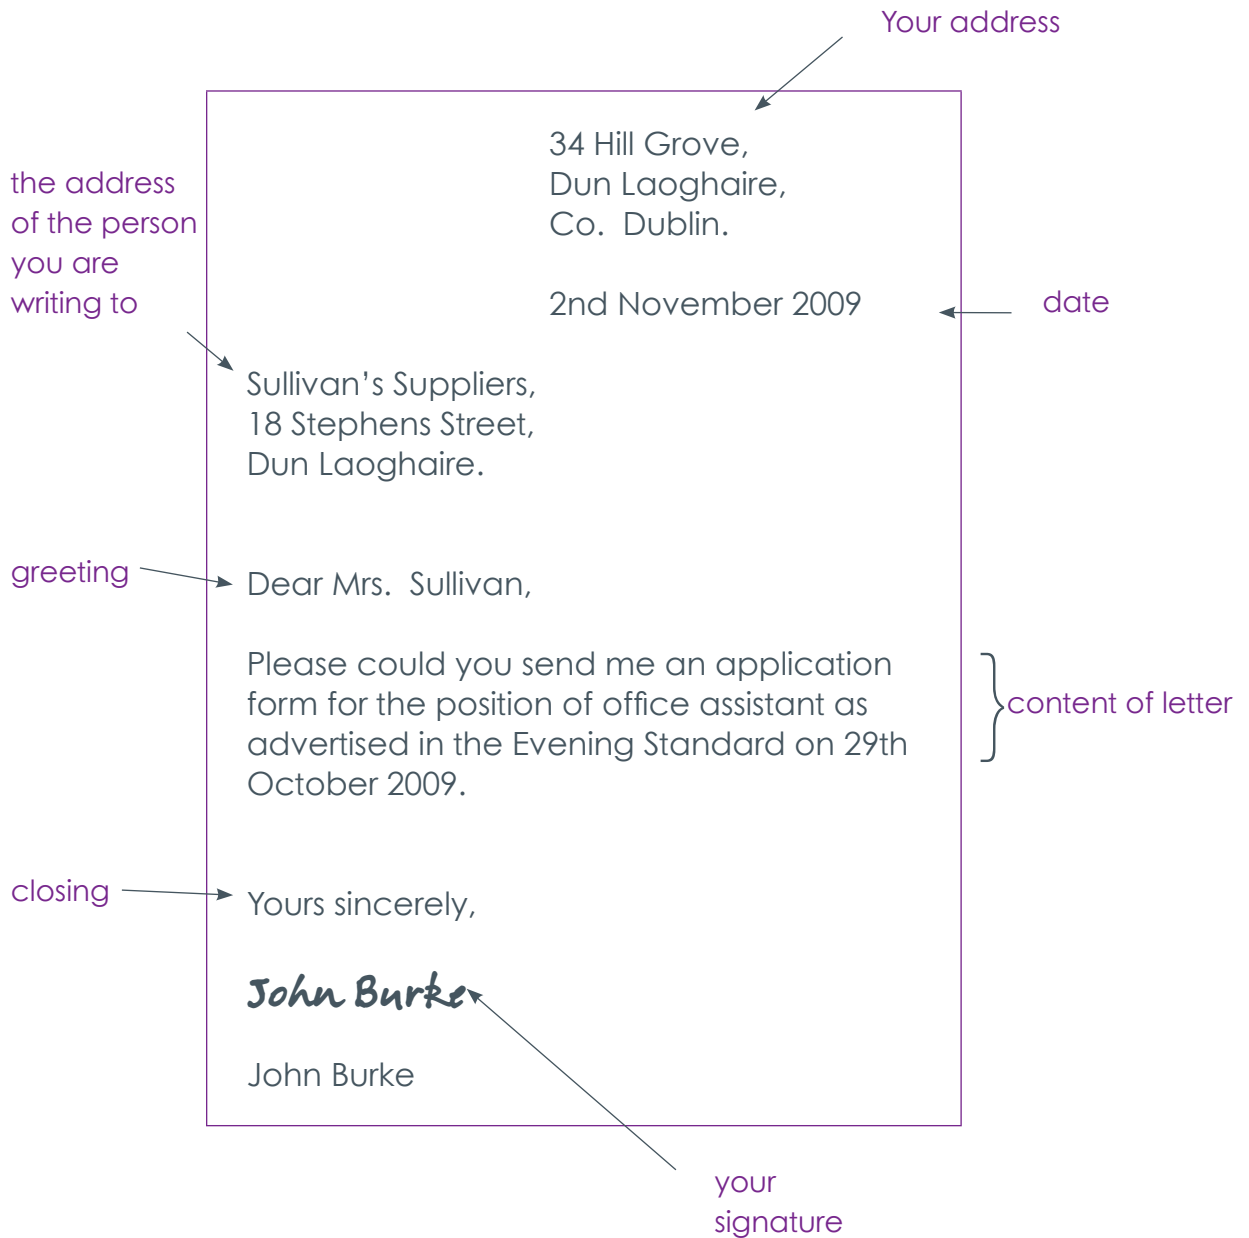 Your address
34 Hill Grove,
Dun Laoghaire,
Co.  Dublin.
the address
of the person
you are
writing to
2nd November 2009
date
Sullivan’s Suppliers,
18 Stephens Street,
Dun Laoghaire.
greeting
Dear Mrs.  Sullivan,
Please could you send me an application
form for the position of office assistant as
advertised in the Evening Standard on 29th
October 2009.
content of letter
closing
Yours sincerely,
John Burke
John Burke
your
signature